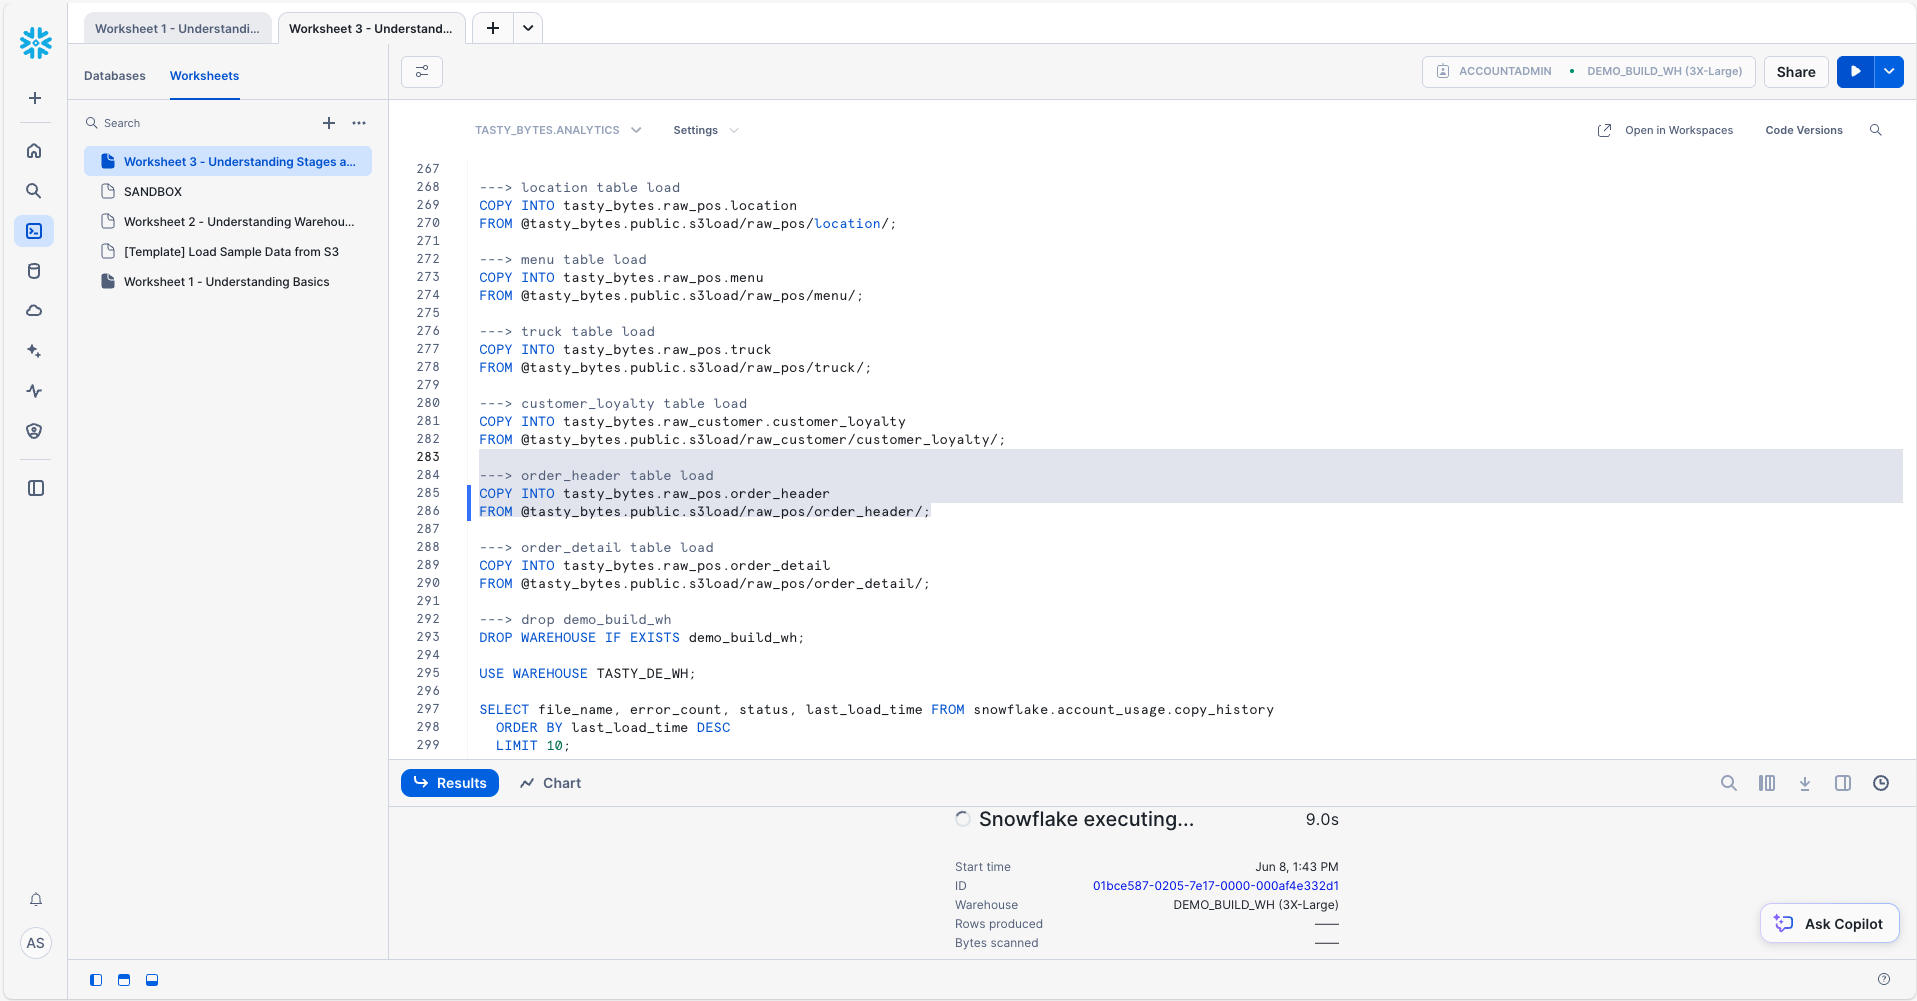 Worksheet 1 - Understandi...
Worksheet 3 - Understand...
Databases
Worksheets
ACCOUNTADMIN
DEMO_BUILD_WH (3X-Large)
Share
Search
Worksheet 3 - Understanding Stages a...
SANDBOX
Worksheet 2 - Understanding Warehou...
[Template] Load Sample Data from S3
Worksheet 1 - Understanding Basics
AS
TASTY_BYTES.ANALYTICS
Settings
Open in Workspaces
Code Versions
267
268 ---> location table load
269 COPY INTO tasty_bytes.raw_pos.location
270 FROM @tasty_bytes.public.s3load/raw_pos/location/;
271
272 ---> menu table load
273 COPY INTO tasty_bytes.raw_pos.menu
274 FROM @tasty_bytes.public.s3load/raw_pos/menu/;
275
276 ---> truck table load
277 COPY INTO tasty_bytes.raw_pos.truck
278 FROM @tasty_bytes.public.s3load/raw_pos/truck/;
279
280 ---> customer_loyalty table load
281 COPY INTO tasty_bytes.raw_customer.customer_loyalty
282 FROM @tasty_bytes.public.s3load/raw_customer/customer_loyalty/;
283
284 ---> order_header table load
285 COPY INTO tasty_bytes.raw_pos.order_header
286 FROM @tasty_bytes.public.s3load/raw_pos/order_header/;
287
288 ---> order_detail table load
289 COPY INTO tasty_bytes.raw_pos.order_detail
290 FROM @tasty_bytes.public.s3load/raw_pos/order_detail/;
291
292 ---> drop demo_build_wh
293 DROP WAREHOUSE IF EXISTS demo_build_wh;
294
295 USE WAREHOUSE TASTY_DE_WH;
296
297 SELECT file_name, error_count, status, last_load_time FROM snowflake.account_usage.copy_history
298 ORDER BY last_load_time DESC
299 LIMIT 10;
Results
Chart
Snowflake executing... 9.0s
Start time Jun 8, 1:43 PM
ID 01bce587-0205-7e17-0000-000af4e332d1
Warehouse DEMO_BUILD_WH (3X-Large)
Rows produced
Bytes scanned
Ask Copilot